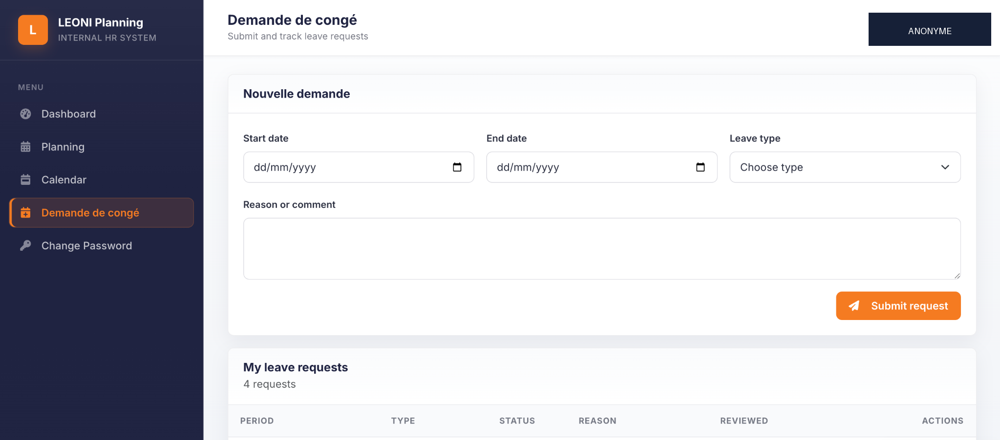 L
LEONI Planning
INTERNAL HR SYSTEM
MENU
Dashboard
Planning
Calendar
Demande de congé
Change Password
Demande de congé
Submit and track leave requests
ANONYME
Nouvelle demande
Start date
End date
Leave type
dd/mm/yyyy
dd/mm/yyyy
Choose type
Reason or comment
Submit request
My leave requests
4 requests
PERIOD TYPE STATUS REASON REVIEWED ACTIONS